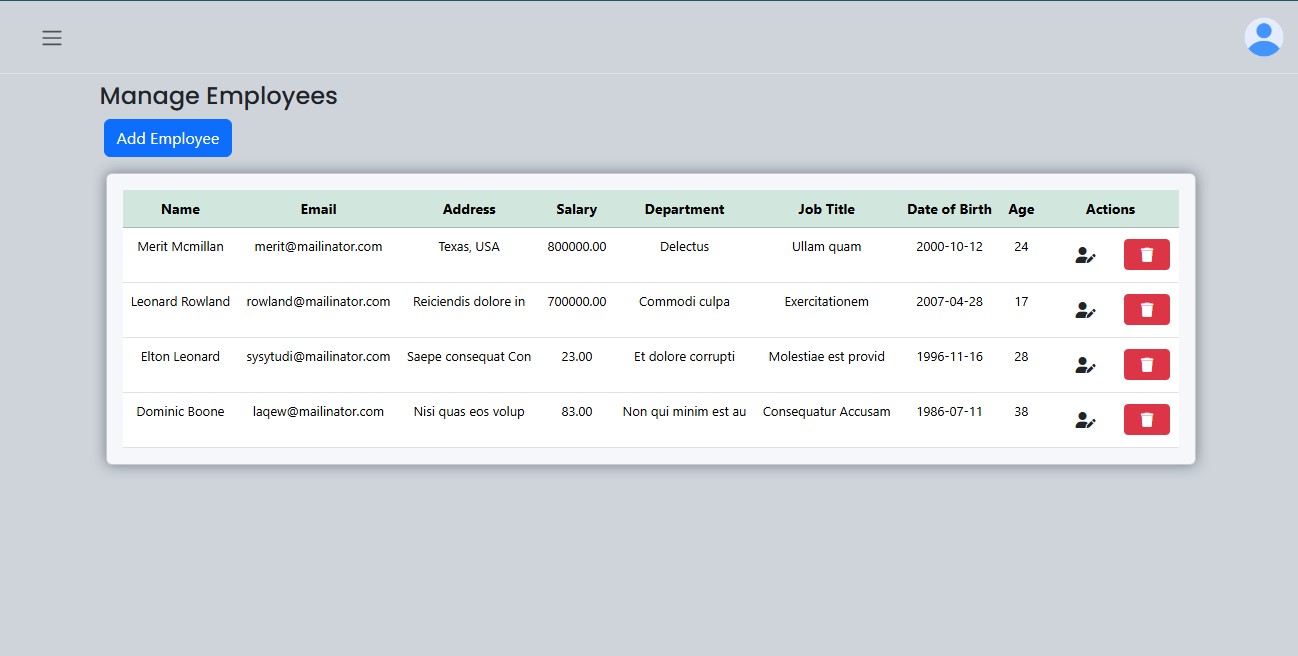 Manage Employees
Add Employee
Name Email Address Salary Department Job Title Date of Birth Age Actions
Merit Mcmillan merit@mailinator.com Texas, USA 800000.00 Delectus Ullam quam 2000-10-12 24
Leonard Rowland rowland@mailinator.com Reiciendis dolore in 700000.00 Commodi culpa Exercitationem 2007-04-28 17
Elton Leonard sysytudi@mailinator.com Saepe consequat Con 23.00 Et dolore corrupti Molestiae est provid 1996-11-16 28
Dominic Boone laqew@mailinator.com Nisi quas eos volup 83.00 Non qui minim est au Consequatur Accusam 1986-07-11 38